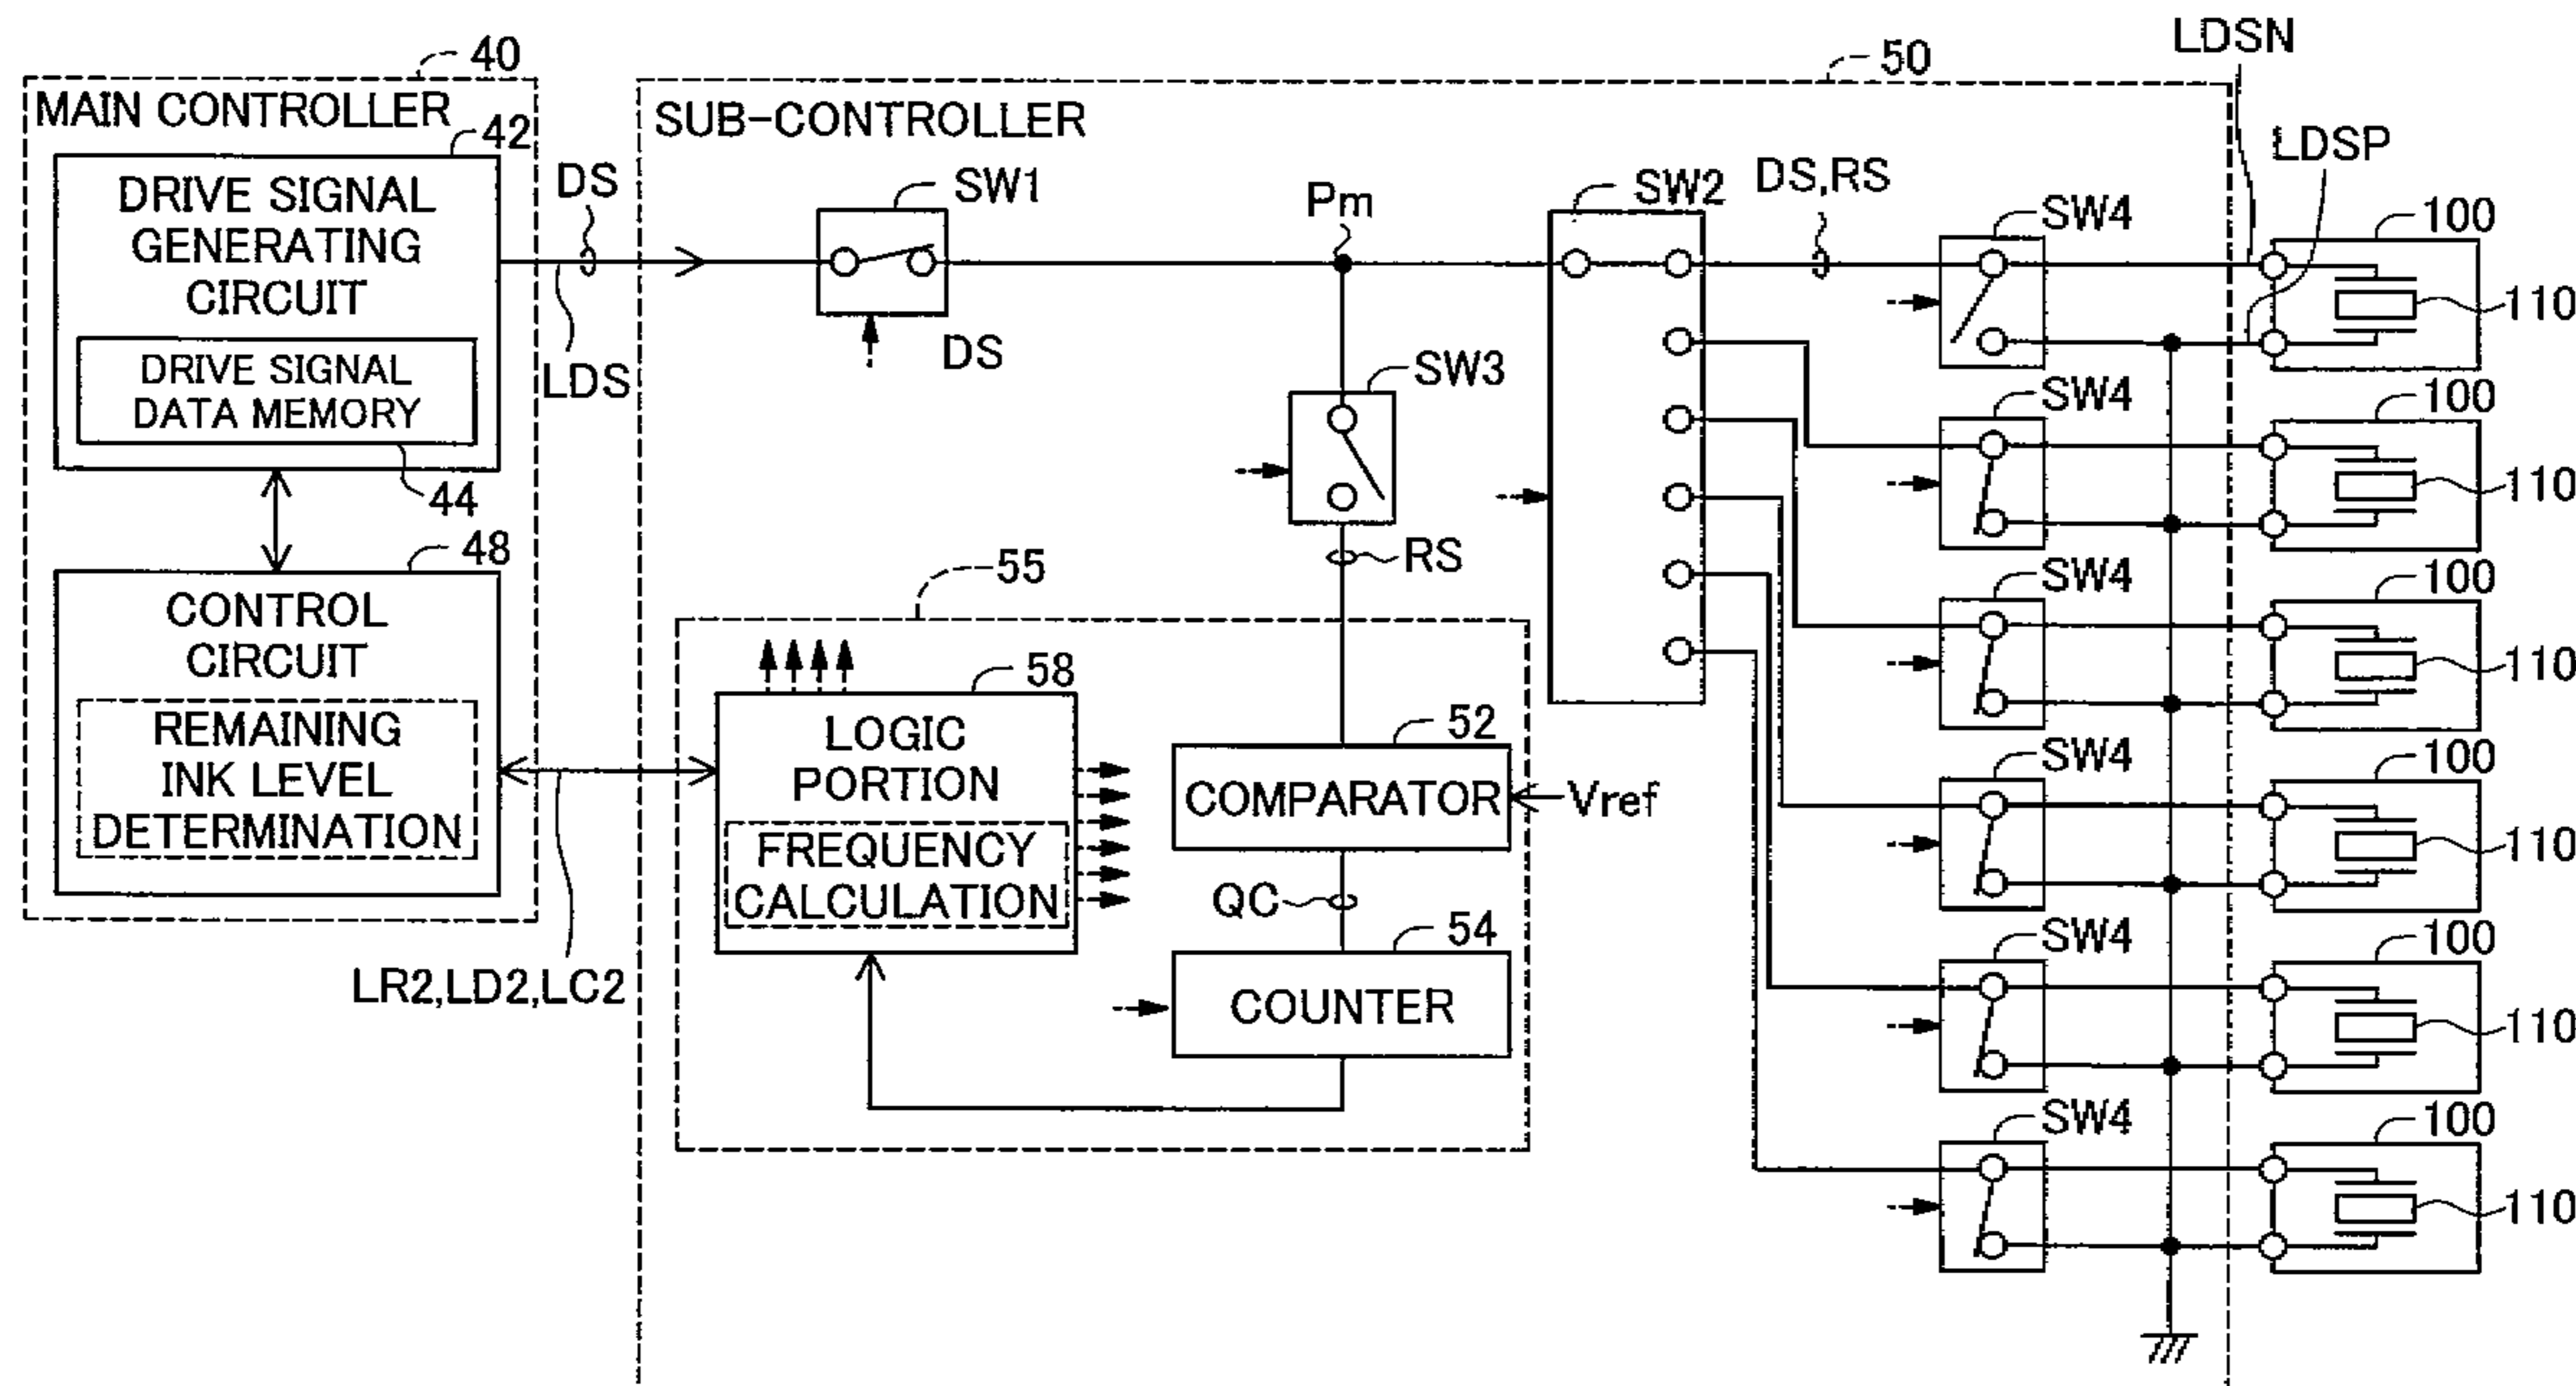 40
MAIN CONTROLLER
42
DRIVE SIGNAL
GENERATING
CIRCUIT
DRIVE SIGNAL
DATA MEMORY
44
48
CONTROL
CIRCUIT
REMAINING
INK LEVEL
DETERMINATION
DS
LDS
LR2,LD2,LC2
50
SUB-CONTROLLER
SW1
DS
Pm
SW3
RS
SW2
DS,RS
55
58
LOGIC
PORTION
FREQUENCY
CALCULATION
52
COMPARATOR
Vref
QC
54
COUNTER
LDSN
LDSP
SW4
100
110
SW4
100
110
SW4
100
110
SW4
100
110
SW4
100
110
SW4
100
110